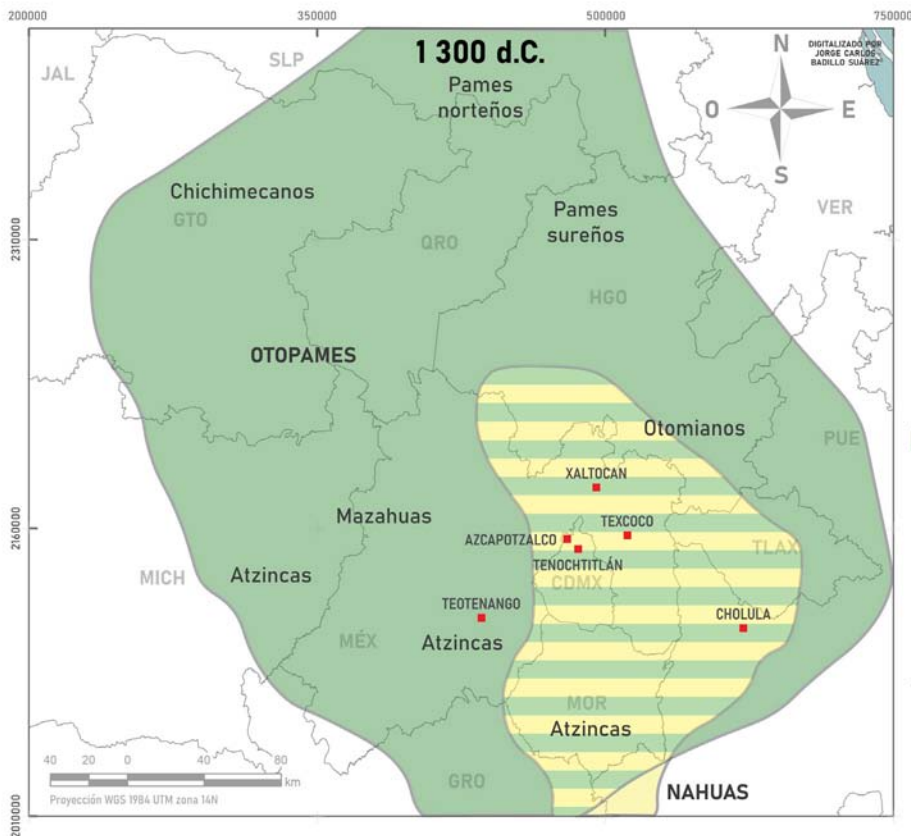 200000
350000
500000
750000
1 300 d.C.
DIGITALIZADO POR
JORGE CARLOS
BADILLO SUÁREZ
N
O
E
S
JAL
SLP
Pames
norteños
Chichimecanos
GTO
VER
Pames
sureños
QRO
2310000
HGO
OTOPAMES
Otomianos
PUE
XALTOCAN
Mazahuas
TEXCOCO
2160000
AZCAPOTZALCO
TLAX
TENOCHTITLÁN
MICH
Atzincas
CDMX
TEOTENANGO
CHOLULA
MÉX
Atzincas
MOR
Atzincas
40
20
0
40
80
km
GRO
NAHUAS
Proyección WGS 1984 UTM zona 14N
2010000